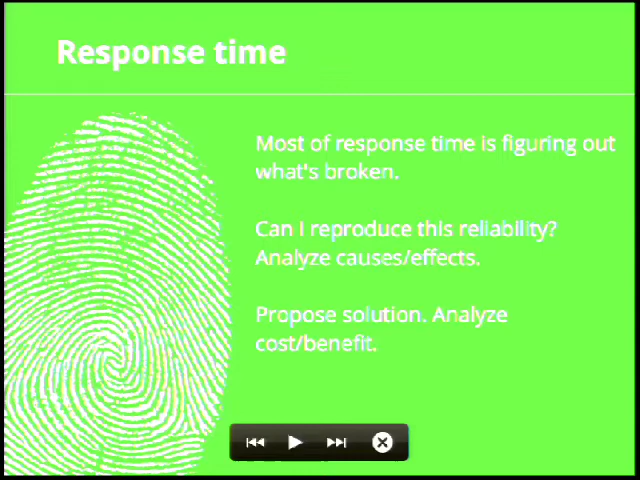 Response time
Most of response time is figuring out
what's broken.
Can I reproduce this reliability?
Analyze causes/effects.
Propose solution. Analyze
cost/benefit.